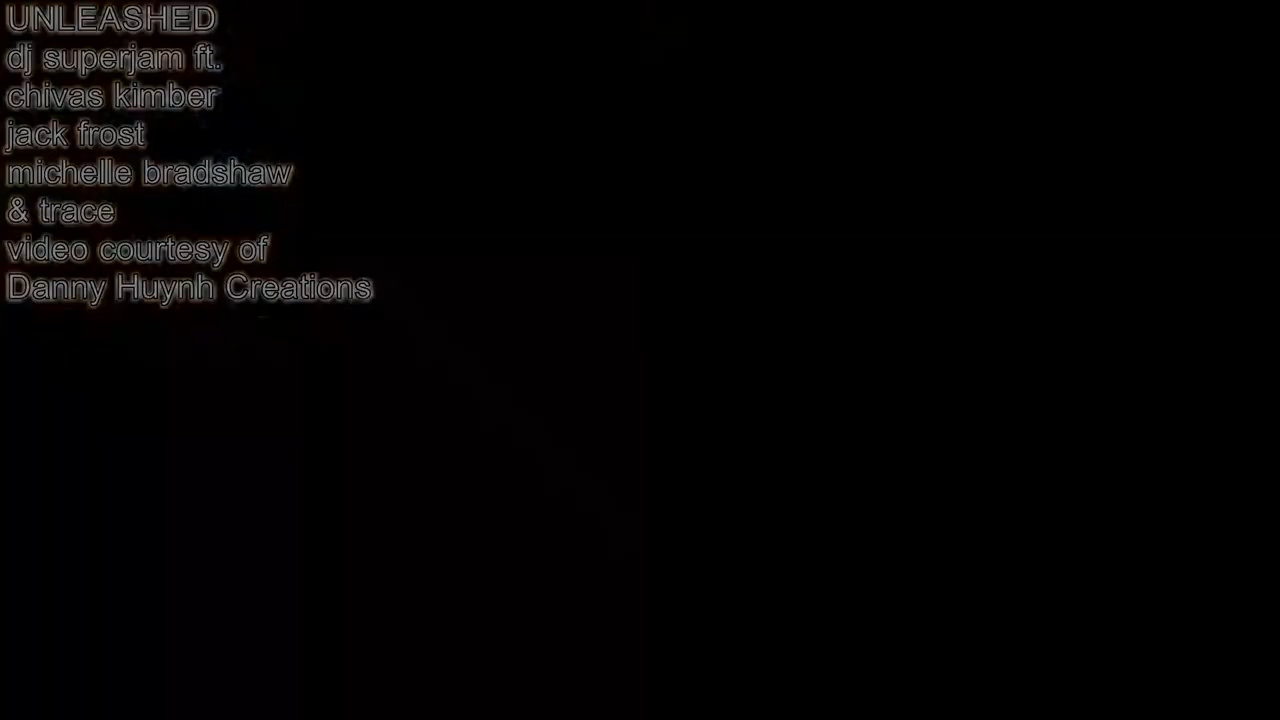 UNLEASHED
dj superjam ft.
chivas kimber
jack frost
michelle bradshaw
& trace
video courtesy of
Danny Huynh Creations